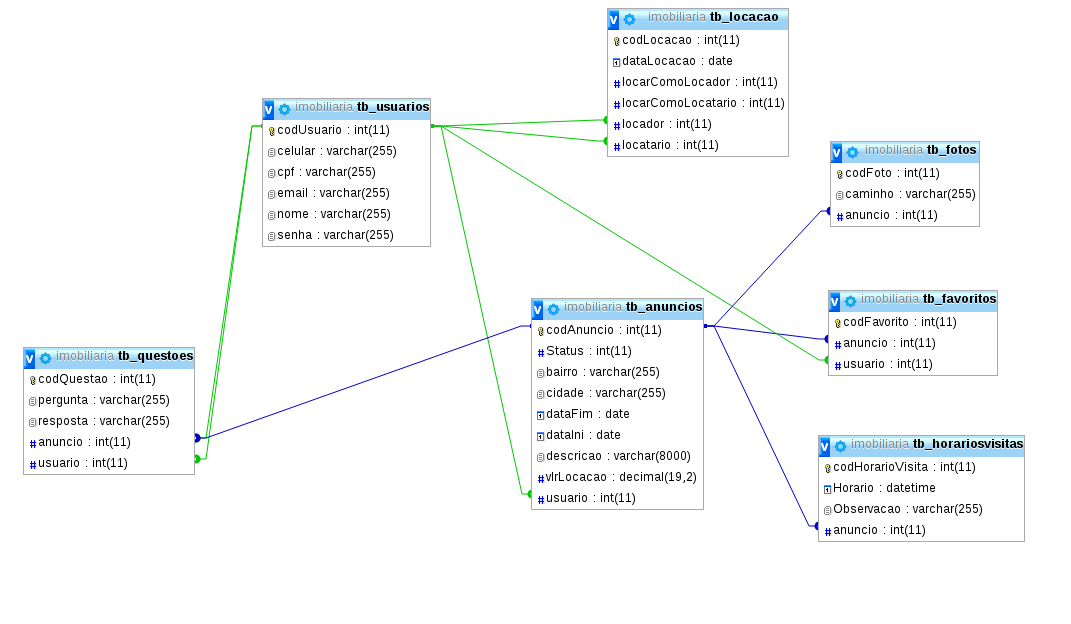 imobiliaria tb_locacao
codLocacao : int(11)
dataLocacao : date
locarComoLocador : int(11)
locarComoLocatario : int(11)
locador : int(11)
locatario : int(11)
imobiliaria tb_usuarios
codUsuario : int(11)
celular : varchar(255)
cpf : varchar(255)
email : varchar(255)
nome : varchar(255)
senha : varchar(255)
imobiliaria tb_fotos
codFoto : int(11)
caminho : varchar(255)
anuncio : int(11)
imobiliaria tb_anuncios
codAnuncio : int(11)
Status : int(11)
bairro : varchar(255)
cidade : varchar(255)
dataFim : date
dataIni : date
descricao : varchar(8000)
vlrLocacao : decimal(19,2)
usuario : int(11)
imobiliaria tb_favoritos
codFavorito : int(11)
anuncio : int(11)
usuario : int(11)
imobiliaria tb_questoes
codQuestao : int(11)
pergunta : varchar(255)
resposta : varchar(255)
anuncio : int(11)
usuario : int(11)
imobiliaria tb_horariosvisitas
codHorarioVisita : int(11)
Horario : datetime
Observacao : varchar(255)
anuncio : int(11)